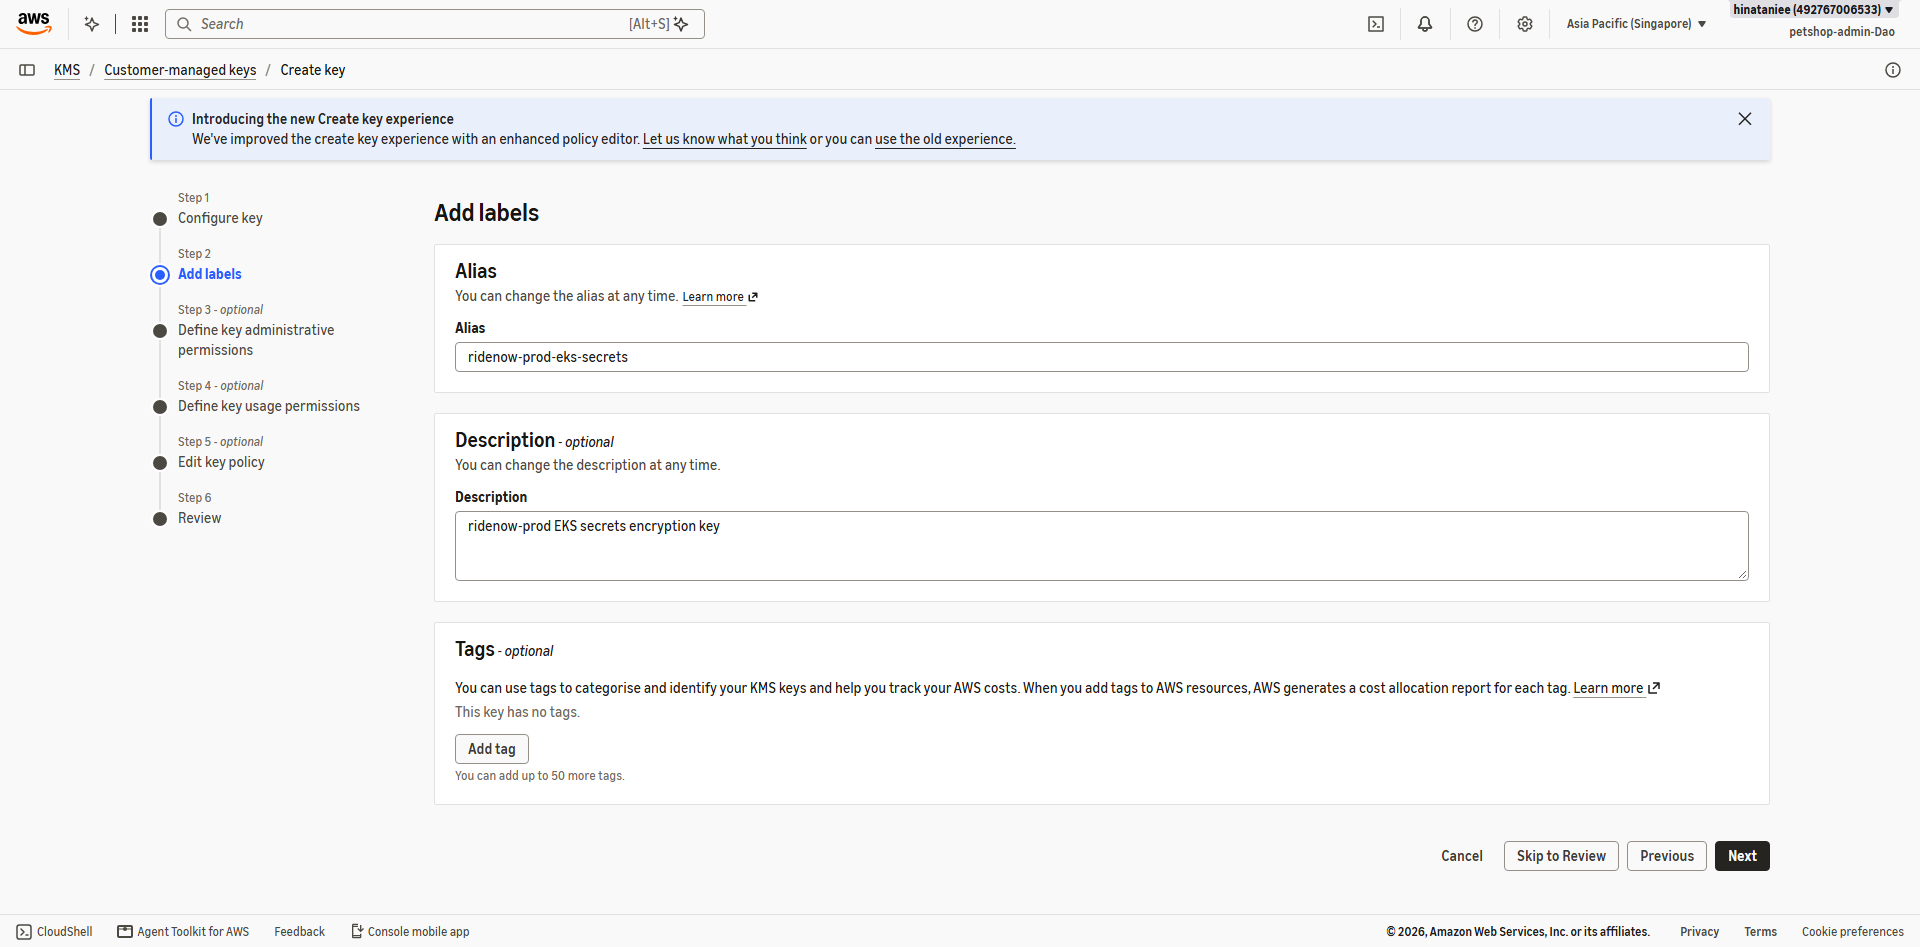 aws
Search
[Alt+S]
Asia Pacific (Singapore)
hinataniee (492767006533)
petshop-admin-Dao
KMS / Customer-managed keys / Create key
Introducing the new Create key experience
We've improved the create key experience with an enhanced policy editor. Let us know what you think or you can use the old experience.
Step 1
Configure key
Step 2
Add labels
Step 3 - optional
Define key administrative
permissions
Step 4 - optional
Define key usage permissions
Step 5 - optional
Edit key policy
Step 6
Review
Add labels
Alias
You can change the alias at any time. Learn more
Alias
ridenow-prod-eks-secrets
Description - optional
You can change the description at any time.
Description
ridenow-prod EKS secrets encryption key
Tags - optional
You can use tags to categorise and identify your KMS keys and help you track your AWS costs. When you add tags to AWS resources, AWS generates a cost allocation report for each tag. Learn more
This key has no tags.
Add tag
You can add up to 50 more tags.
Cancel
Skip to Review
Previous
Next
CloudShell
Agent Toolkit for AWS
Feedback
Console mobile app
© 2026, Amazon Web Services, Inc. or its affiliates.
Privacy
Terms
Cookie preferences